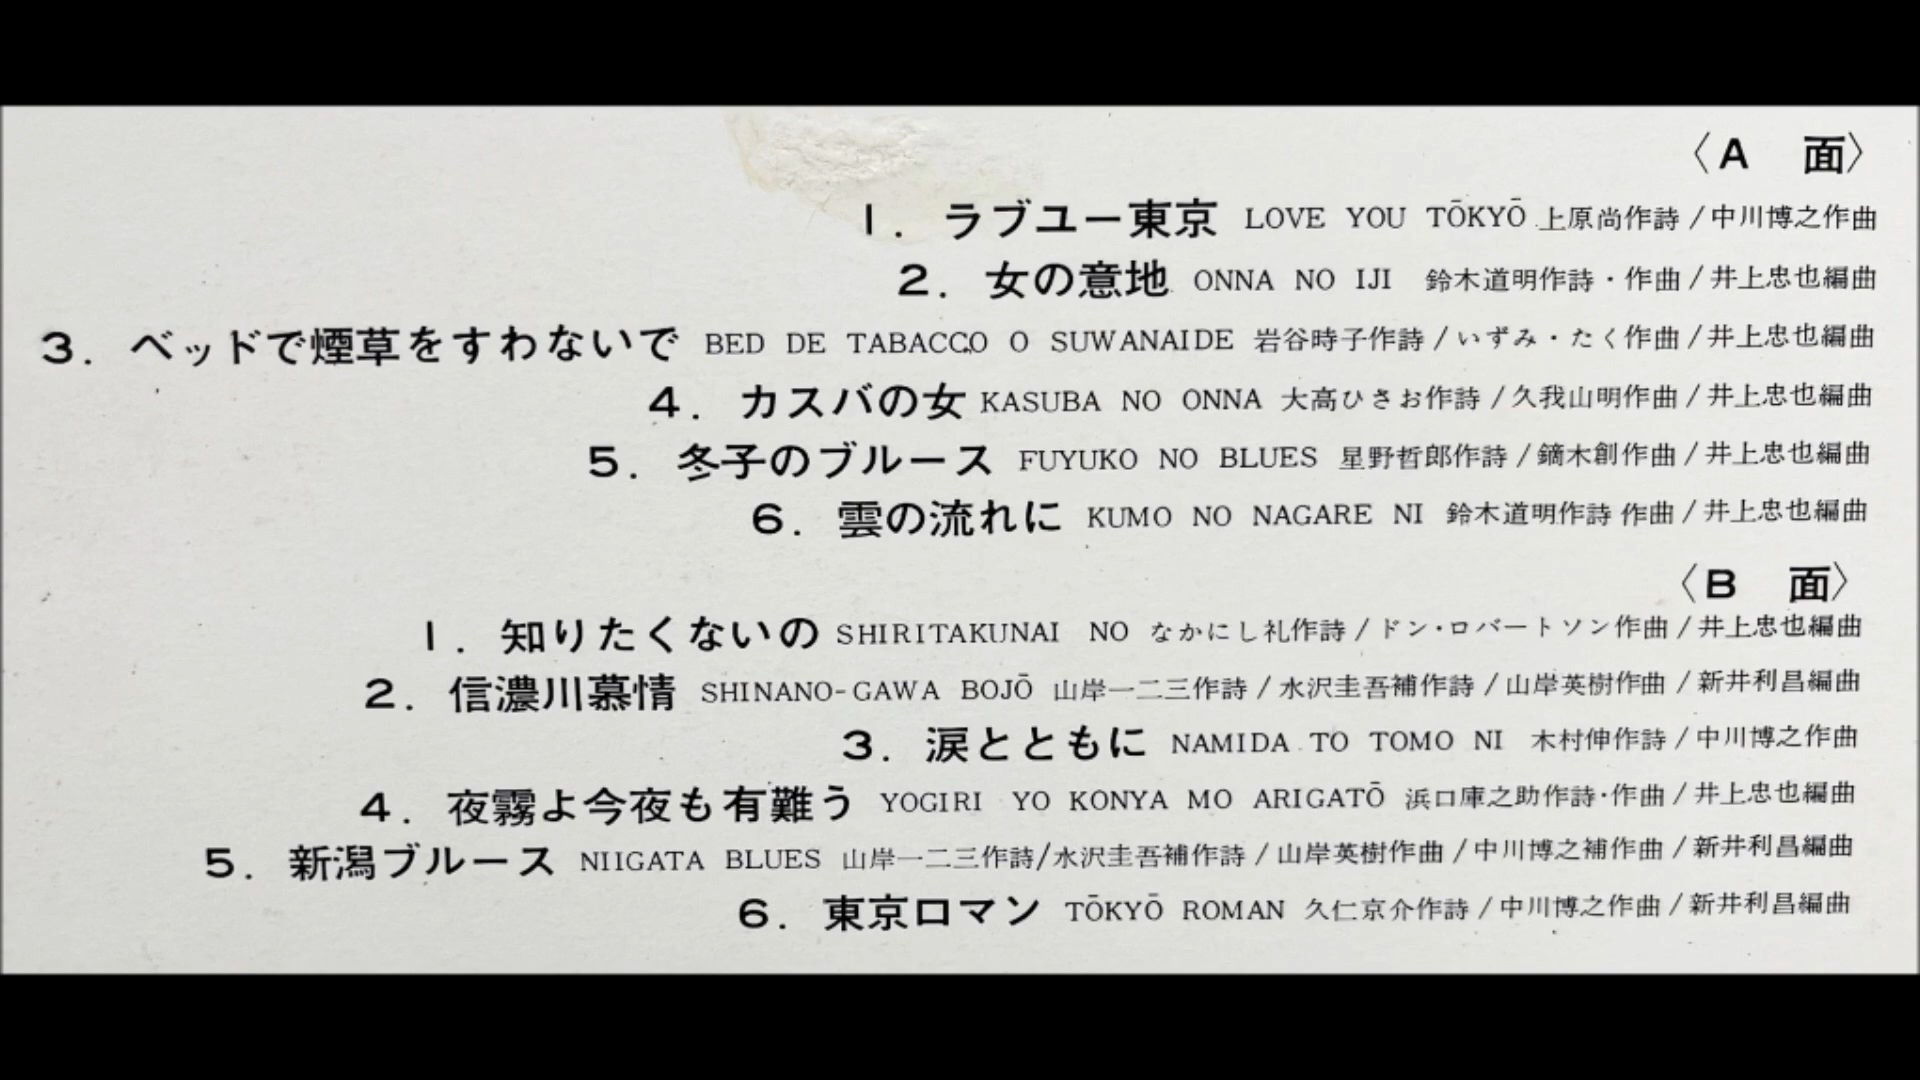 〈A 面〉
1. ラブユー東京 LOVE YOU TŌKYŌ 上原尚作詩/中川博之作曲
2. 女の意地 ONNA NO IJI 鈴木道明作詩・作曲/井上忠也編曲
3. ベッドで煙草をすわないで BED DE TABACCO O SUWANAIDE 岩谷時子作詩/いずみ・たく作曲/井上忠也編曲
4. カスバの女 KASUBA NO ONNA 大高ひさお作詩/久我山明作曲/井上忠也編曲
5. 冬子のブルース FUYUKO NO BLUES 星野哲郎作詩/鏑木創作曲/井上忠也編曲
6. 雲の流れに KUMO NO NAGARE NI 鈴木道明作詩 作曲/井上忠也編曲
〈B 面〉
1. 知りたくないの SHIRITAKUNAI NO なかにし礼作詩/ドン・ロバートソン作曲/井上忠也編曲
2. 信濃川慕情 SHINANO-GAWA BOJŌ 山岸一二三作詩/水沢圭吾補作詩/山岸英樹作曲/新井利昌編曲
3. 涙とともに NAMIDA TO TOMO NI 木村伸作詩/中川博之作曲
4. 夜霧よ今夜も有難う YOGIRI YO KONYA MO ARIGATŌ 浜口庫之助作詩・作曲/井上忠也編曲
5. 新潟ブルース NIIGATA BLUES 山岸一二三作詩/水沢圭吾補作詩/山岸英樹作曲/中川博之補作曲/新井利昌編曲
6. 東京ロマン TŌKYŌ ROMAN 久仁京介作詩/中川博之作曲/新井利昌編曲